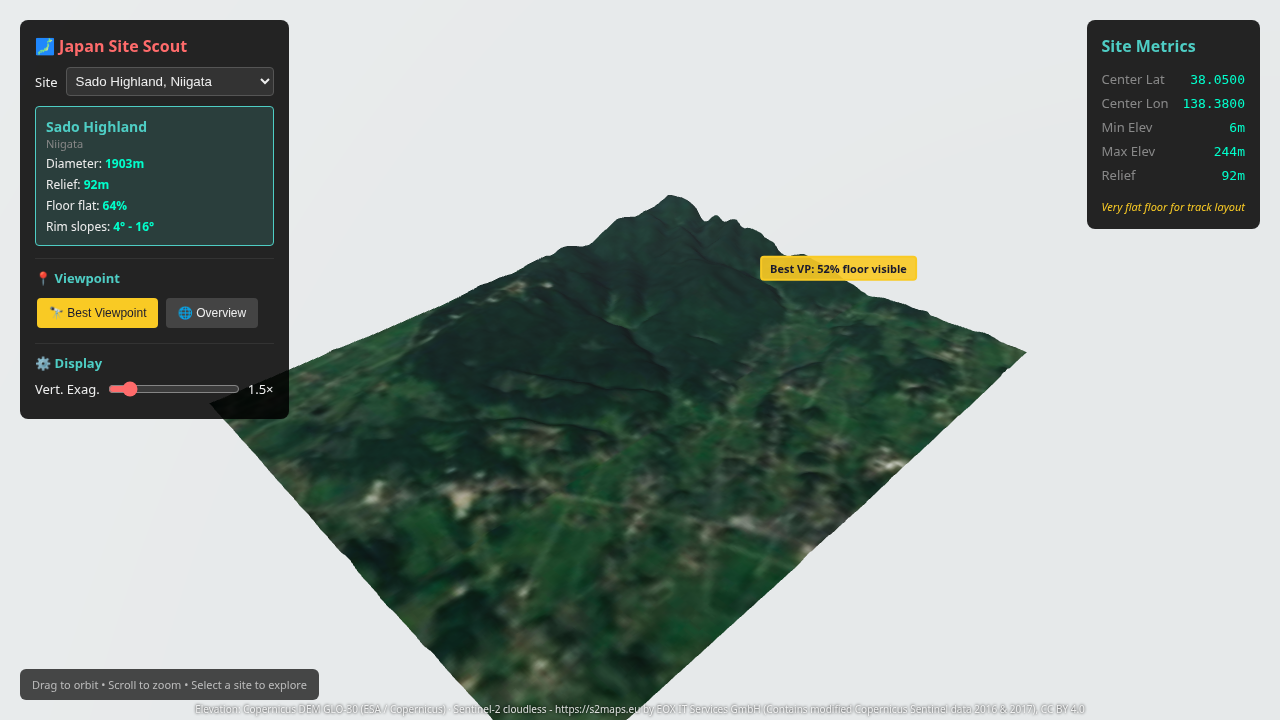 🗾 Japan Site Scout
Site Sado Highland, Niigata
Sado Highland
Niigata
Diameter: 1903m
Relief: 92m
Floor flat: 64%
Rim slopes: 4° - 16°
📍 Viewpoint
🔭 Best Viewpoint 🌐 Overview
⚙️ Display
Vert. Exag. 1.5×
Best VP: 52% floor visible
Site Metrics
Center Lat 38.0500
Center Lon 138.3800
Min Elev 6m
Max Elev 244m
Relief 92m
Very flat floor for track layout
Drag to orbit • Scroll to zoom • Select a site to explore
Elevation: Copernicus DEM GLO-30 (ESA / Copernicus) · Sentinel-2 cloudless - https://s2maps.eu by EOX IT Services GmbH (Contains modified Copernicus Sentinel data 2016 & 2017), CC BY 4.0